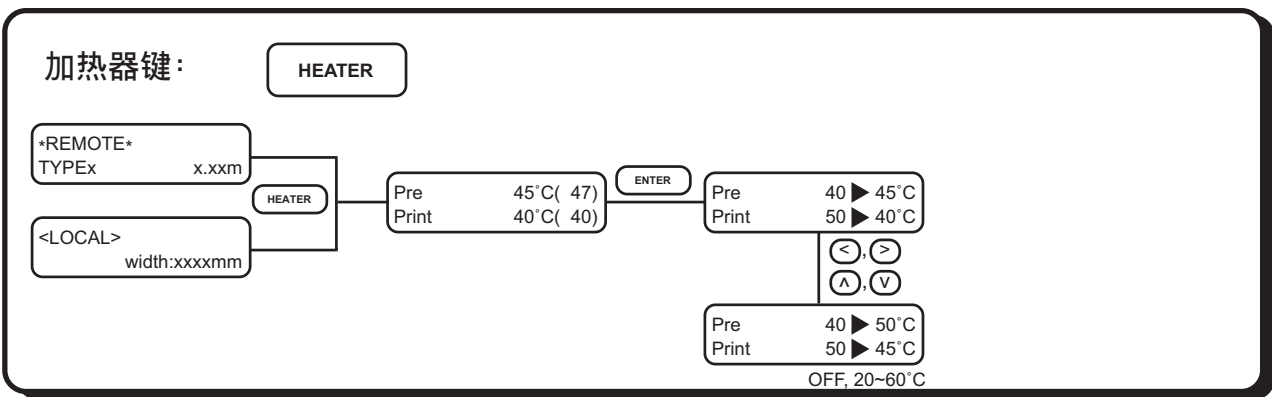 加热器键: HEATER
*REMOTE*
TYPEx x.xxm
HEATER
<LOCAL>
width:xxxxmm
Pre 45°C( 47)
Print 40°C( 40)
ENTER
Pre 40 ▶ 45°C
Print 50 ▶ 40°C
<, >
∧, ∨
Pre 40 ▶ 50°C
Print 50 ▶ 45°C
OFF, 20~60°C